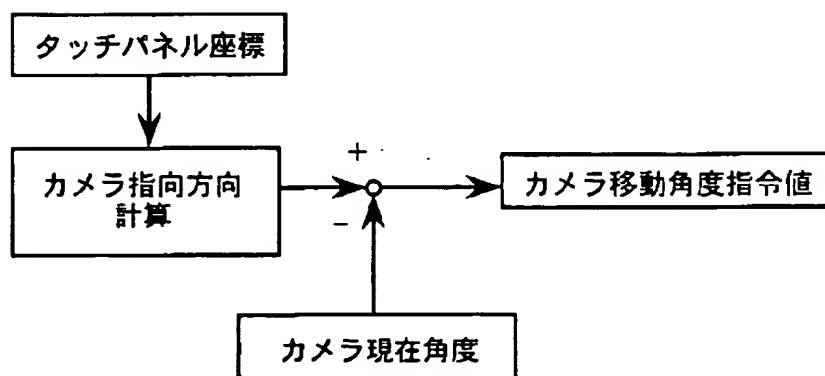 タッチパネル座標
カメラ指向方向
計算
+
−
カメラ移動角度指令値
カメラ現在角度